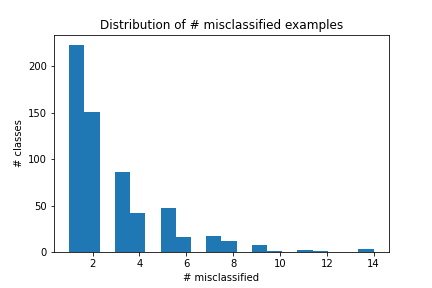 Distribution of # misclassified examples
# classes
200
150
100
50
0
2 4 6 8 10 12 14
# misclassified